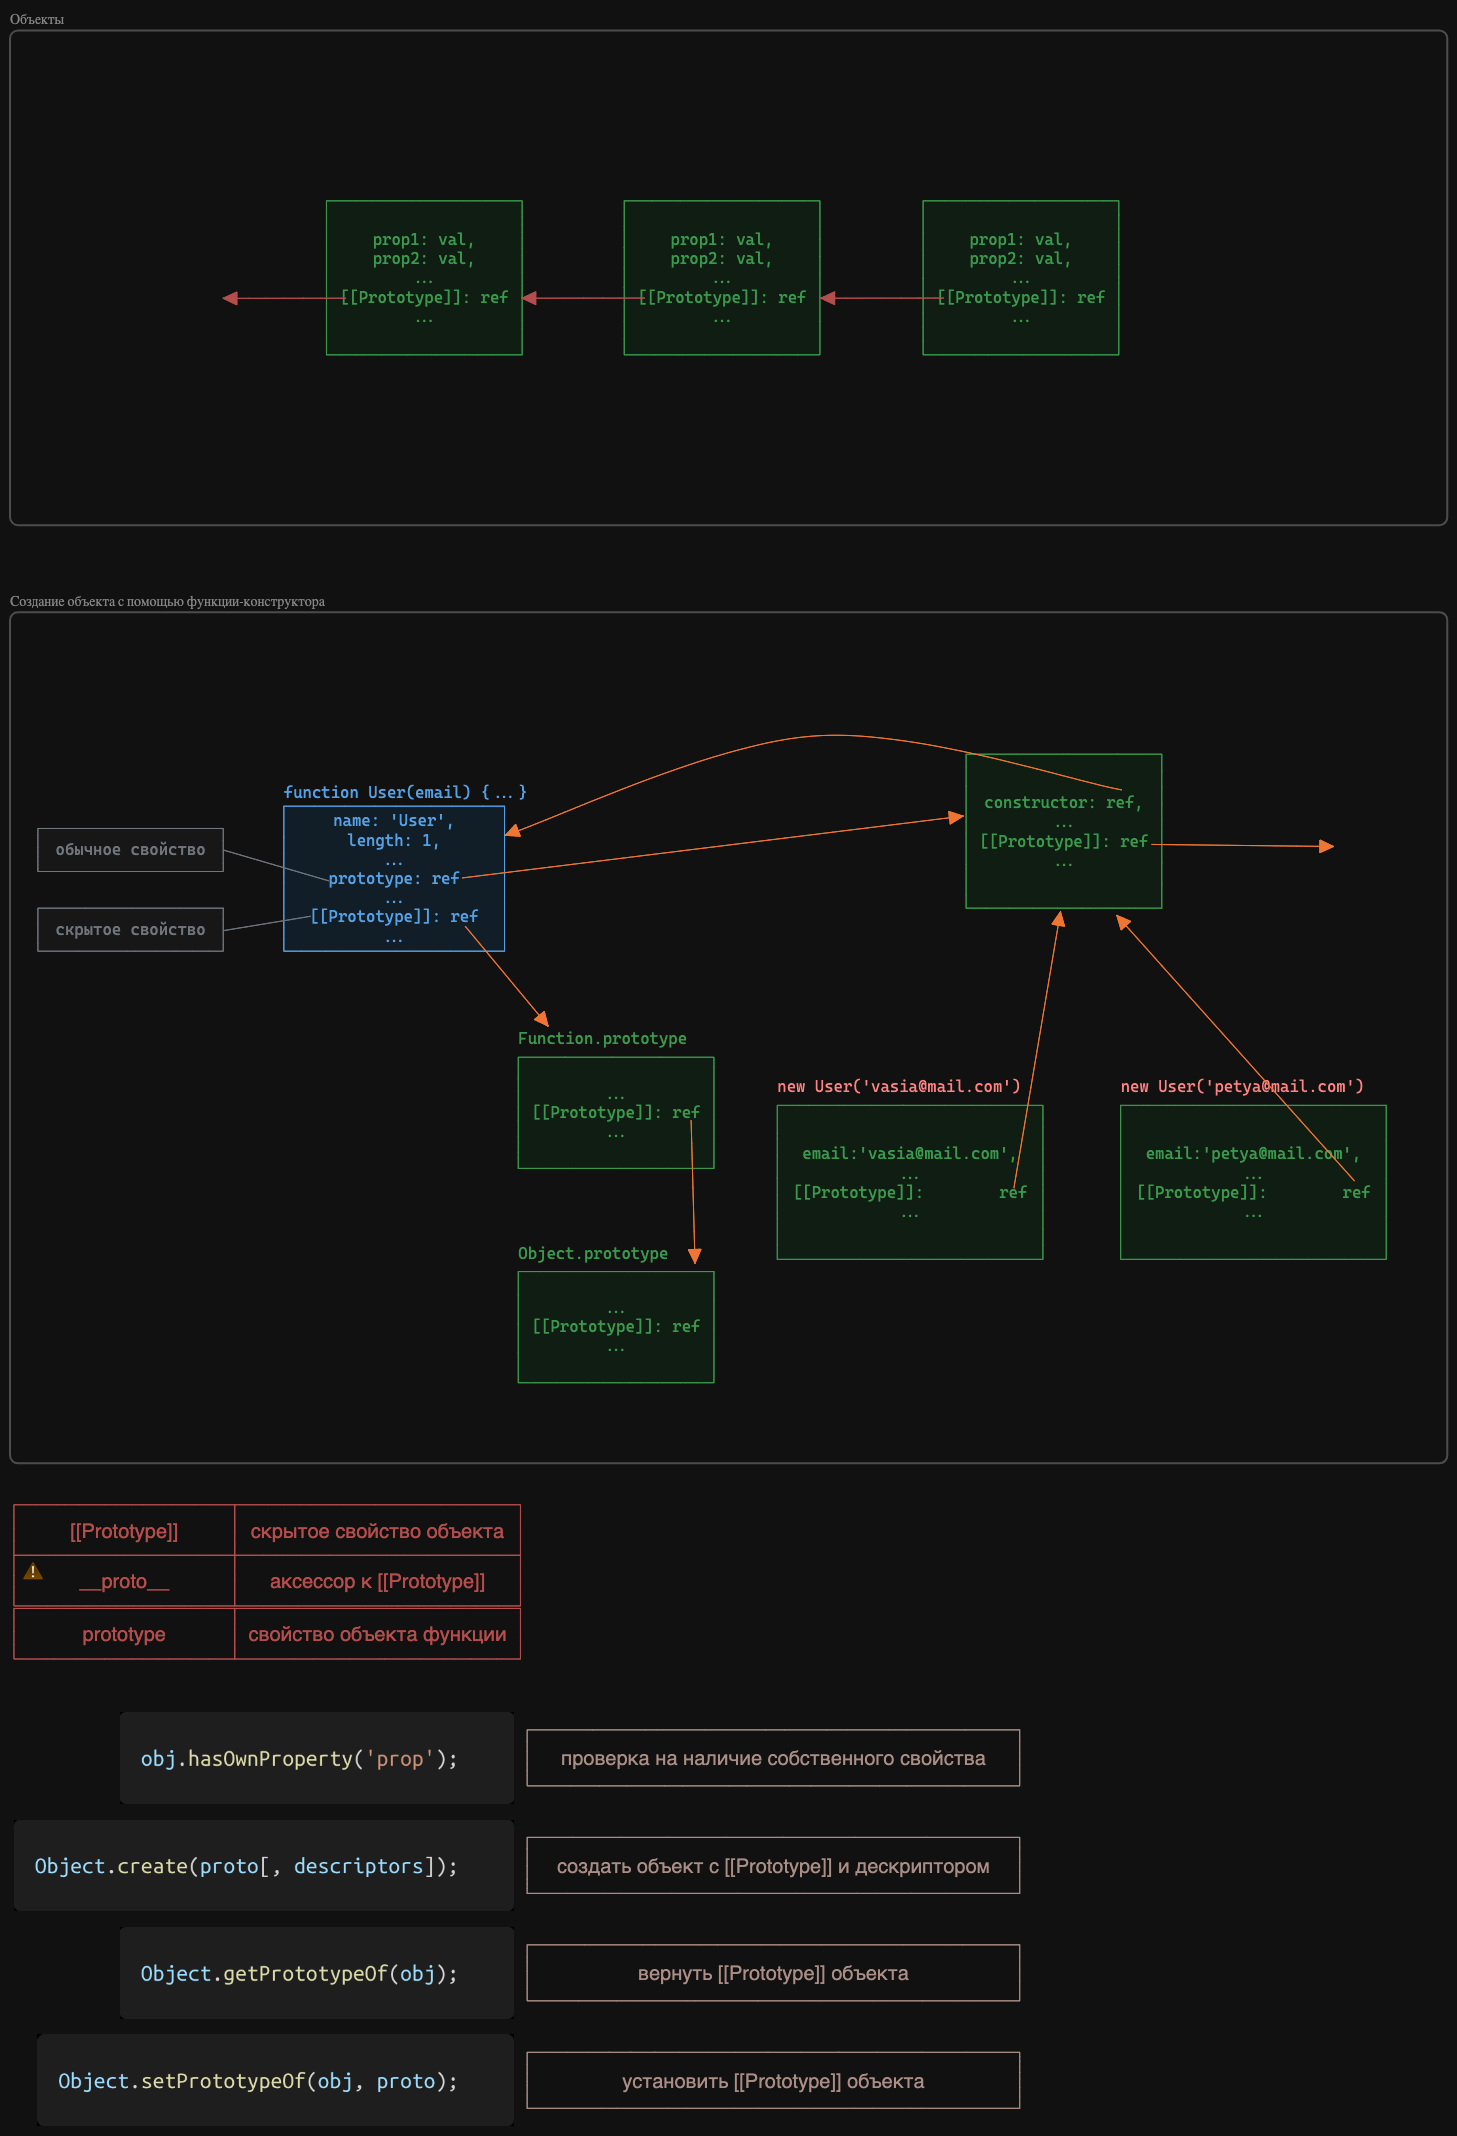 Объекты
prop1: val,
prop2: val,
...
[[Prototype]]: ref
...
prop1: val,
prop2: val,
...
[[Prototype]]: ref
...
prop1: val,
prop2: val,
...
[[Prototype]]: ref
...
Создание объекта с помощью функции-конструктора
function User(email) {...}
name: 'User',
length: 1,
...
prototype: ref
...
[[Prototype]]: ref
...
обычное свойство
скрытое свойство
constructor: ref,
...
[[Prototype]]: ref
...
Function.prototype
...
[[Prototype]]: ref
...
new User('vasia@mail.com')
email:'vasia@mail.com',
...
[[Prototype]]: ref
...
new User('petya@mail.com')
email:'petya@mail.com',
...
[[Prototype]]: ref
...
Object.prototype
...
[[Prototype]]: ref
...
[[Prototype]] скрытое свойство объекта
__proto__ аксессор к [[Prototype]]
prototype свойство объекта функции
obj.hasOwnProperty('prop'); проверка на наличие собственного свойства
Object.create(proto[, descriptors]); создать объект с [[Prototype]] и дескриптором
Object.getPrototypeOf(obj); вернуть [[Prototype]] объекта
Object.setPrototypeOf(obj, proto); установить [[Prototype]] объекта